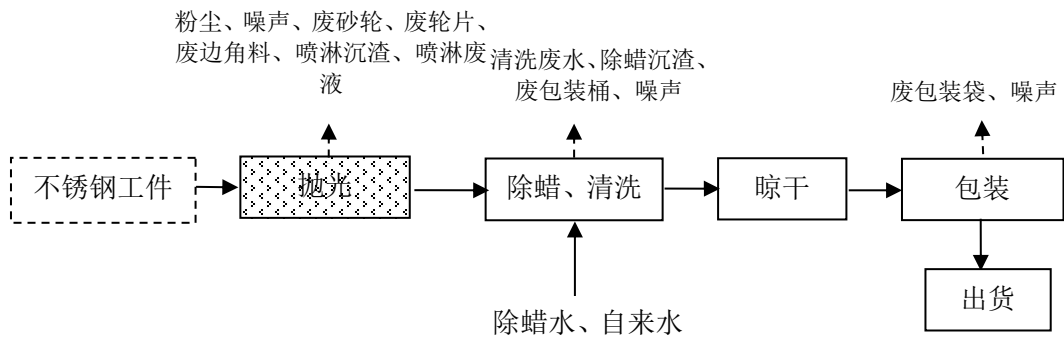 粉尘、噪声、废砂轮、废轮片、
废边角料、喷淋沉渣、喷淋废
液
清洗废水、除蜡沉渣、
废包装桶、噪声
废包装袋、噪声
不锈钢工件
抛光
除蜡、清洗
晾干
包装
出货
除蜡水、自来水